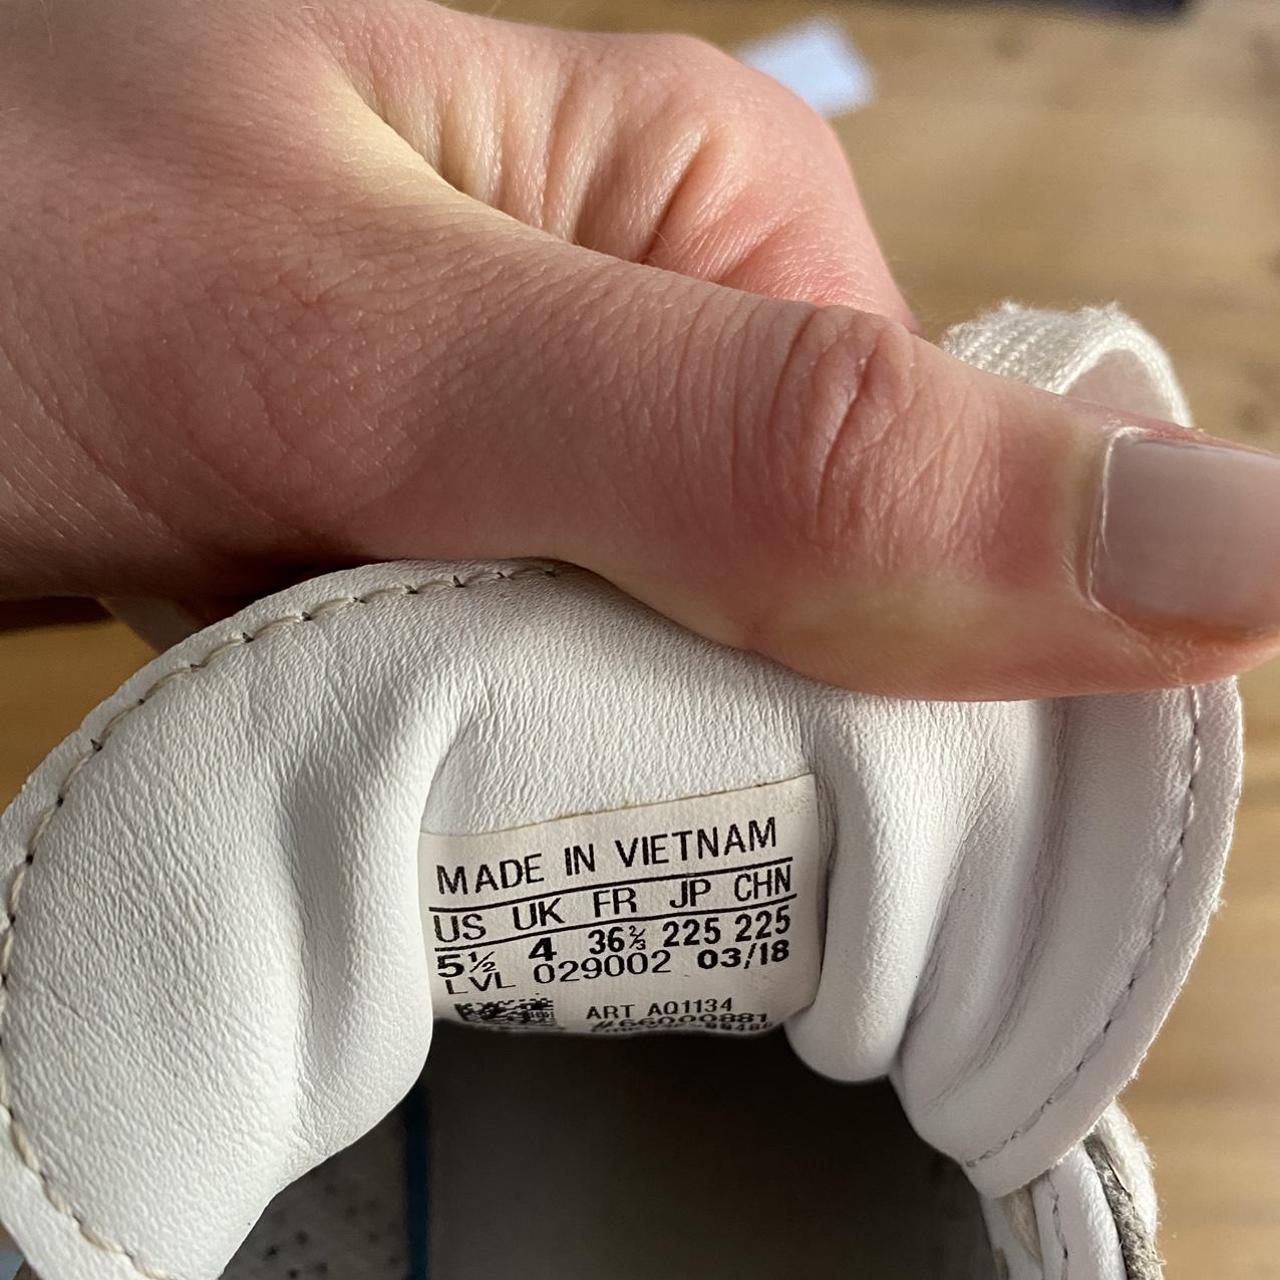 MADE IN VIETNAM
US UK FR JP CHN
5½ 4 36⅔ 225 225
LVL 029002 03/18
ART AQ1134